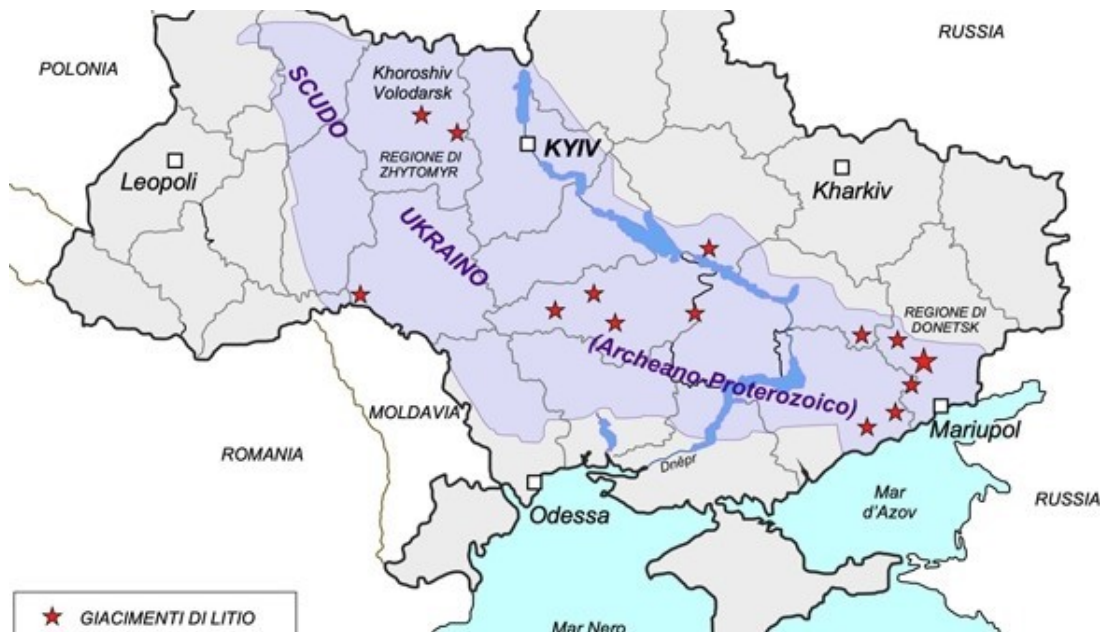 RUSSIA
POLONIA
SCUDO
Khoroshiv
Volodarsk
KYIV
REGIONE DI
ZHYTOMYR
Leopoli
Kharkiv
UKRAINO
REGIONE DI
DONETSK
(Archeano-Proterozoico)
MOLDAVIA
Mariupol
ROMANIA
Dnèpr
Mar
d'Azov
RUSSIA
Odessa
GIACIMENTI DI LITIO
Mar Nero